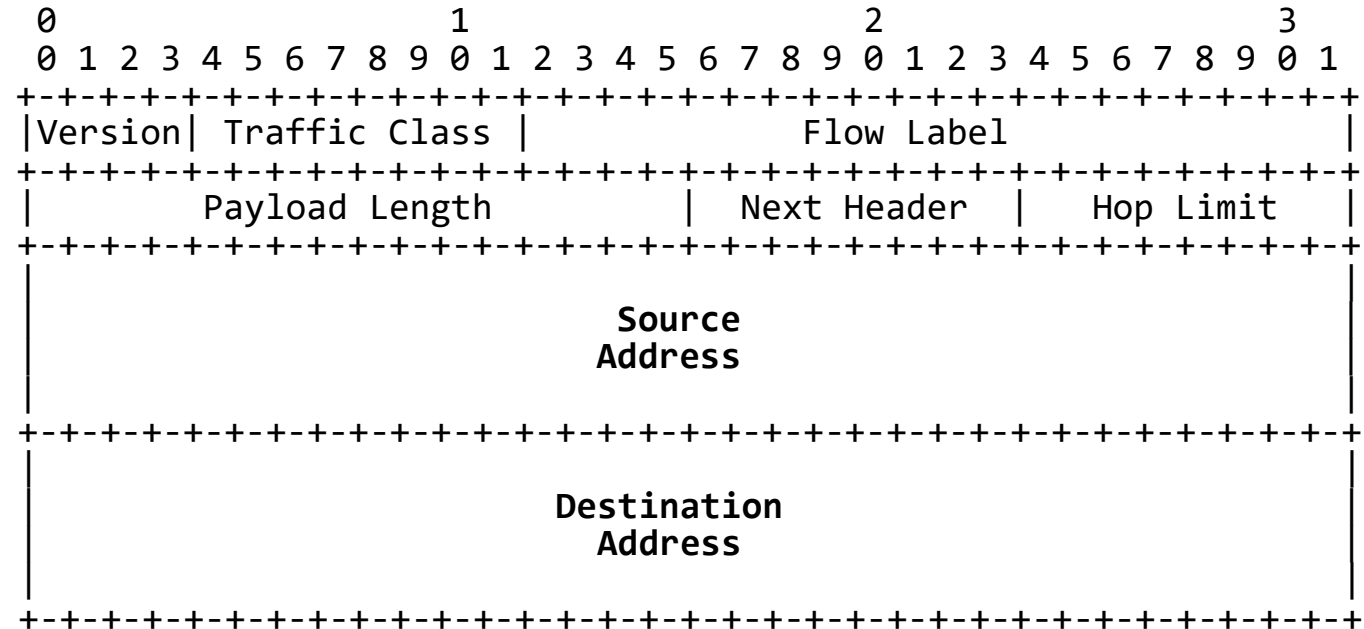 0                   1                   2                   3
0 1 2 3 4 5 6 7 8 9 0 1 2 3 4 5 6 7 8 9 0 1 2 3 4 5 6 7 8 9 0 1
+-+-+-+-+-+-+-+-+-+-+-+-+-+-+-+-+-+-+-+-+-+-+-+-+-+-+-+-+-+-+-+-+
|Version| Traffic Class |             Flow Label                |
+-+-+-+-+-+-+-+-+-+-+-+-+-+-+-+-+-+-+-+-+-+-+-+-+-+-+-+-+-+-+-+-+
|        Payload Length         |  Next Header  |   Hop Limit   |
+-+-+-+-+-+-+-+-+-+-+-+-+-+-+-+-+-+-+-+-+-+-+-+-+-+-+-+-+-+-+-+-+
Source
Address
+-+-+-+-+-+-+-+-+-+-+-+-+-+-+-+-+-+-+-+-+-+-+-+-+-+-+-+-+-+-+-+-+
Destination
Address
+-+-+-+-+-+-+-+-+-+-+-+-+-+-+-+-+-+-+-+-+-+-+-+-+-+-+-+-+-+-+-+-+